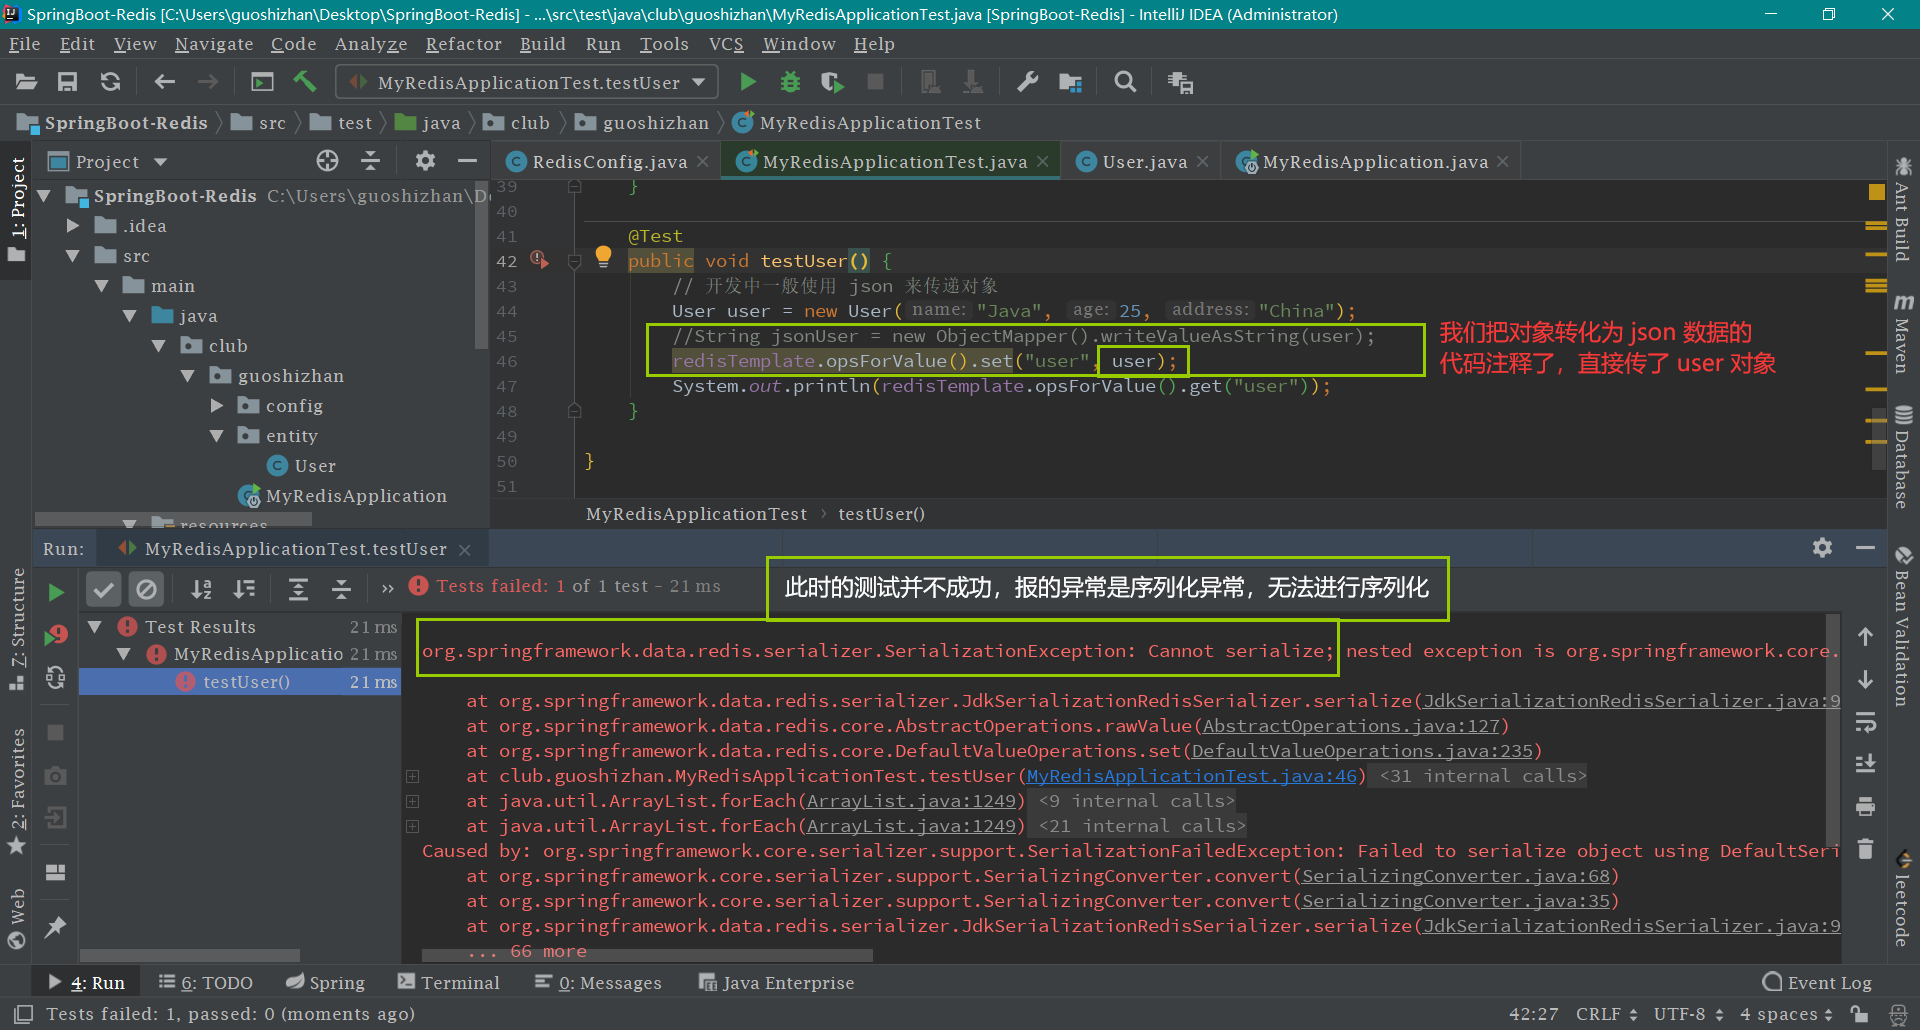 SpringBoot-Redis [C:\Users\guoshizhan\Desktop\SpringBoot-Redis] - ...\src\test\java\club\guoshizhan\MyRedisApplicationTest.java [SpringBoot-Redis] - IntelliJ IDEA (Administrator)
File Edit View Navigate Code Analyze Refactor Build Run Tools VCS Window Help
MyRedisApplicationTest.testUser
SpringBoot-Redis src test java club guoshizhan MyRedisApplicationTest
1: Project
Project
RedisConfig.java MyRedisApplicationTest.java User.java MyRedisApplication.java
SpringBoot-Redis C:\Users\guoshizhan\D
.idea
src
main
java
club
guoshizhan
config
entity
User
MyRedisApplication
resources
39 }
40
41 @Test
42 public void testUser() {
43 // 开发中一般使用 json 来传递对象
44 User user = new User( name: "Java", age: 25, address: "China");
45 //String jsonUser = new ObjectMapper().writeValueAsString(user);
46 redisTemplate.opsForValue().set("user", user);
47 System.out.println(redisTemplate.opsForValue().get("user"));
48 }
49
50 }
51
我们把对象转化为 json 数据的
代码注释了，直接传了 user 对象
MyRedisApplicationTest › testUser()
Ant Build
Maven
Database
Bean Validation
leetcode
Run: MyRedisApplicationTest.testUser
Tests failed: 1 of 1 test – 21 ms
此时的测试并不成功，报的异常是序列化异常，无法进行序列化
Test Results 21 ms
MyRedisApplicatio 21 ms
testUser() 21 ms
org.springframework.data.redis.serializer.SerializationException: Cannot serialize; nested exception is org.springframework.core.
at org.springframework.data.redis.serializer.JdkSerializationRedisSerializer.serialize(JdkSerializationRedisSerializer.java:9
at org.springframework.data.redis.core.AbstractOperations.rawValue(AbstractOperations.java:127)
at org.springframework.data.redis.core.DefaultValueOperations.set(DefaultValueOperations.java:235)
at club.guoshizhan.MyRedisApplicationTest.testUser(MyRedisApplicationTest.java:46) <31 internal calls>
at java.util.ArrayList.forEach(ArrayList.java:1249) <9 internal calls>
at java.util.ArrayList.forEach(ArrayList.java:1249) <21 internal calls>
Caused by: org.springframework.core.serializer.support.SerializationFailedException: Failed to serialize object using DefaultSeri
at org.springframework.core.serializer.support.SerializingConverter.convert(SerializingConverter.java:68)
at org.springframework.core.serializer.support.SerializingConverter.convert(SerializingConverter.java:35)
at org.springframework.data.redis.serializer.JdkSerializationRedisSerializer.serialize(JdkSerializationRedisSerializer.java:9
... 66 more
Z: Structure
2: Favorites
Web
4: Run 6: TODO Spring Terminal 0: Messages Java Enterprise Event Log
Tests failed: 1, passed: 0 (moments ago) 42:27 CRLF UTF-8 4 spaces